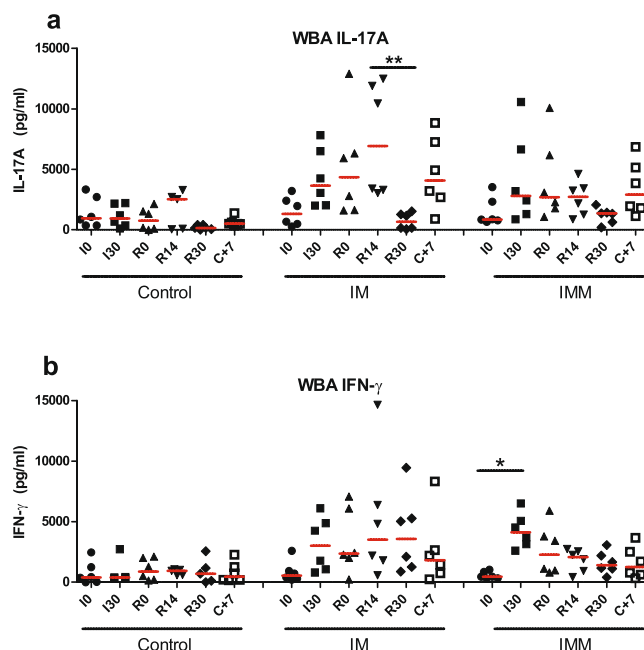 a
WBA IL-17A
15000
**
10000
IL-17A (pg/ml)
5000
0
I0 I30 R0 R14 R30 C+7 I0 I30 R0 R14 R30 C+7 I0 I30 R0 R14 R30 C+7
Control IM IMM
b
WBA IFN-γ
15000
10000
*
IFN-γ (pg/ml)
5000
0
I0 I30 R0 R14 R30 C+7 I0 I30 R0 R14 R30 C+7 I0 I30 R0 R14 R30 C+7
Control IM IMM